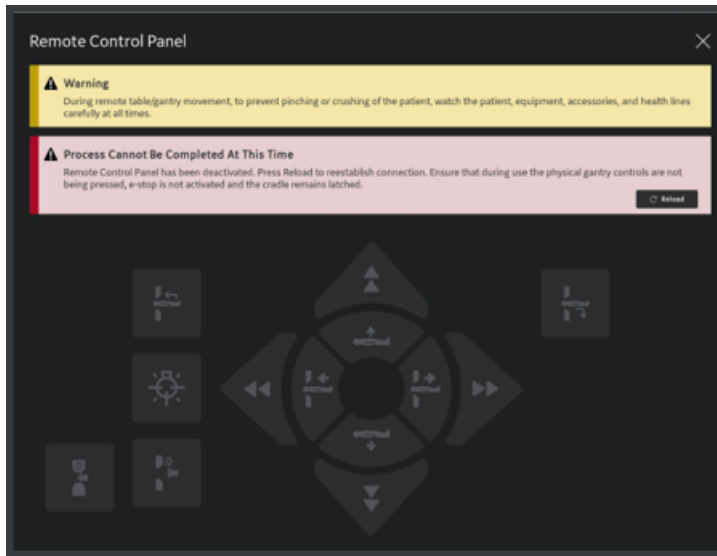 Remote Control Panel
Warning
During remote table/gantry movement, to prevent pinching or crushing of the patient, watch the patient, equipment, accessories, and health lines
carefully at all times.
Process Cannot Be Completed At This Time
Remote Control Panel has been deactivated. Press Reload to reestablish connection. Ensure that during use the physical gantry controls are not
being pressed, e-stop is not activated and the cradle remains latched.
Reload